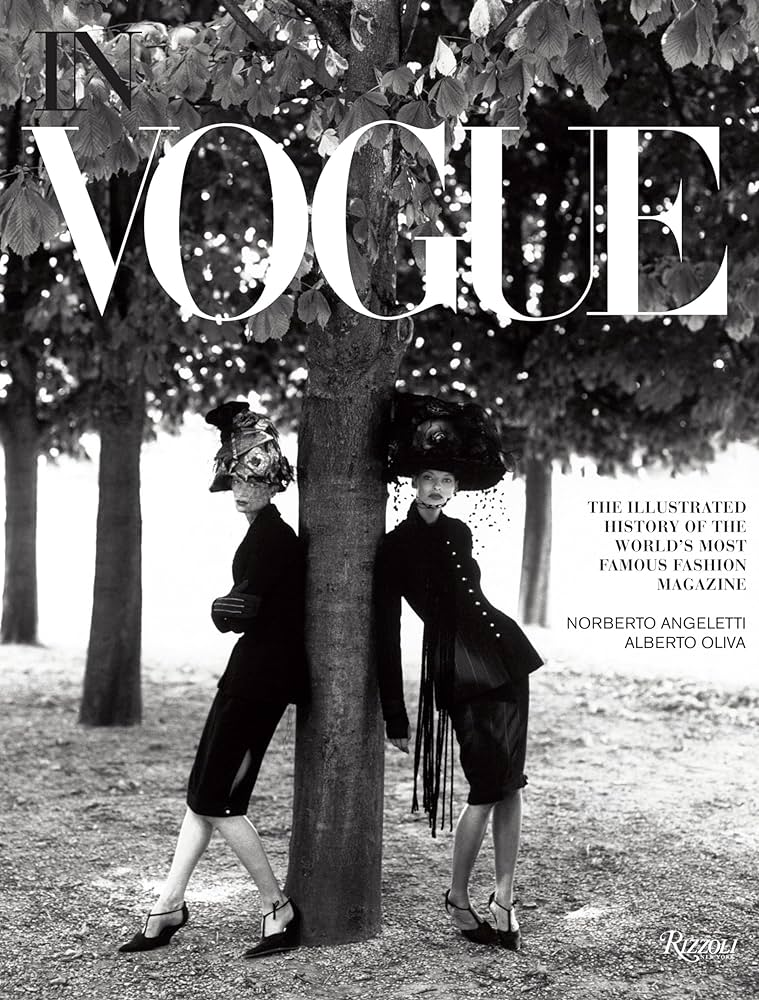 IN
VOGUE
THE ILLUSTRATED
HISTORY OF THE
WORLD'S MOST
FAMOUS FASHION
MAGAZINE
NORBERTO ANGELETTI
ALBERTO OLIVA
RIZZOLI
NEW YORK